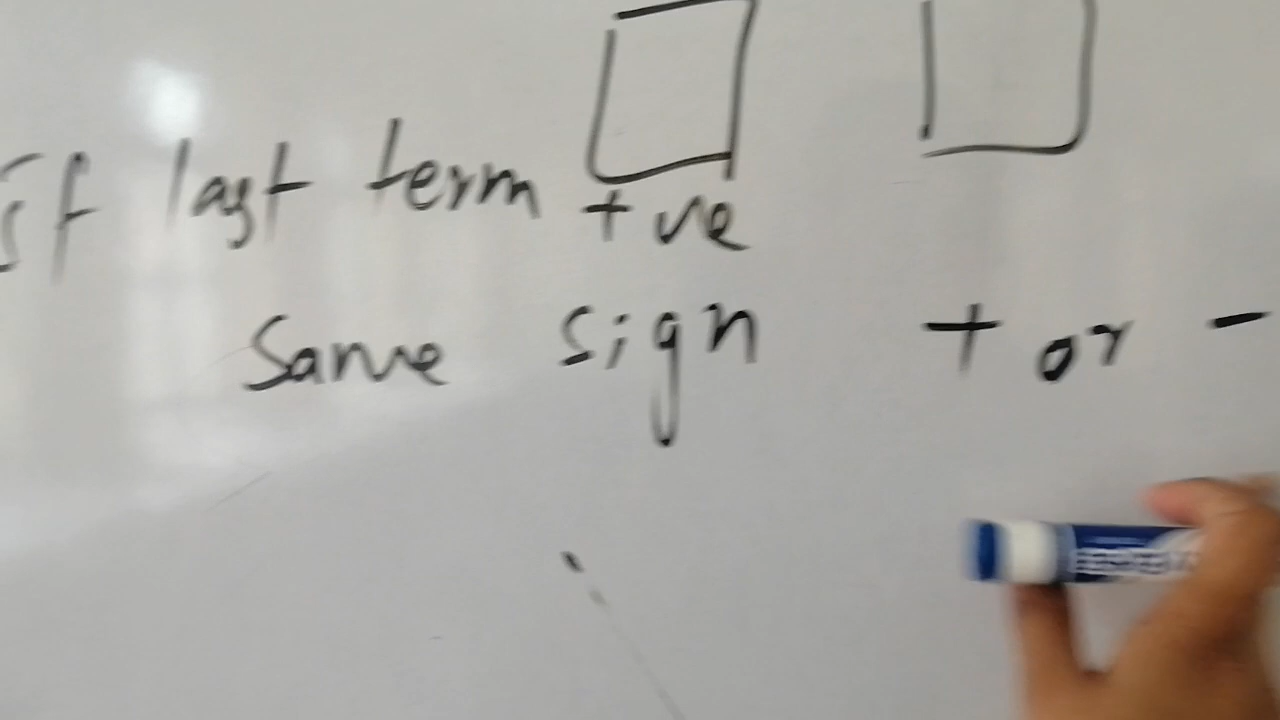 if last term +ve
Same sign + or -